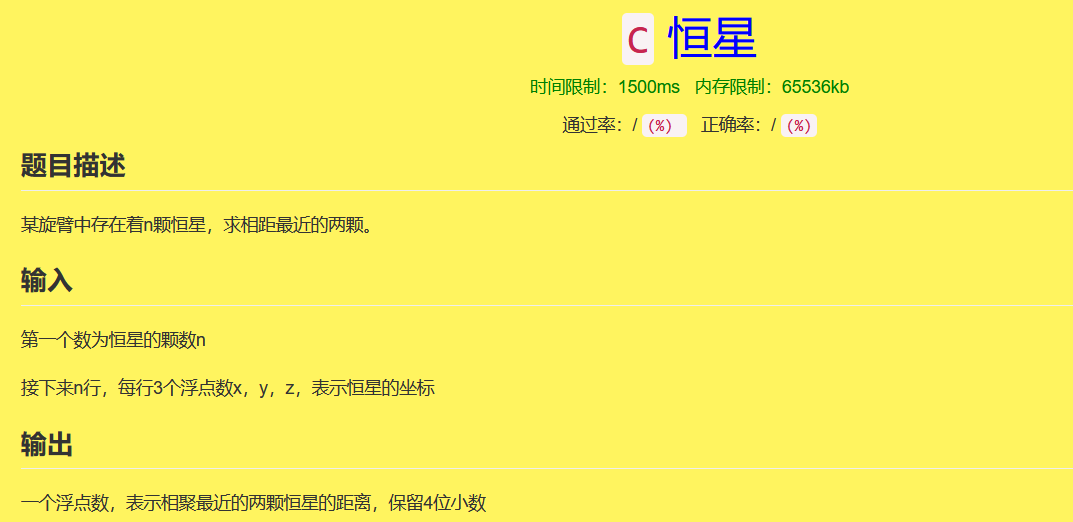 C 恒星
时间限制：1500ms 内存限制：65536kb
通过率：/ (%) 正确率：/ (%)
题目描述
某旋臂中存在着n颗恒星，求相距最近的两颗。
输入
第一个数为恒星的颗数n
接下来n行，每行3个浮点数x，y，z，表示恒星的坐标
输出
一个浮点数，表示相聚最近的两颗恒星的距离，保留4位小数